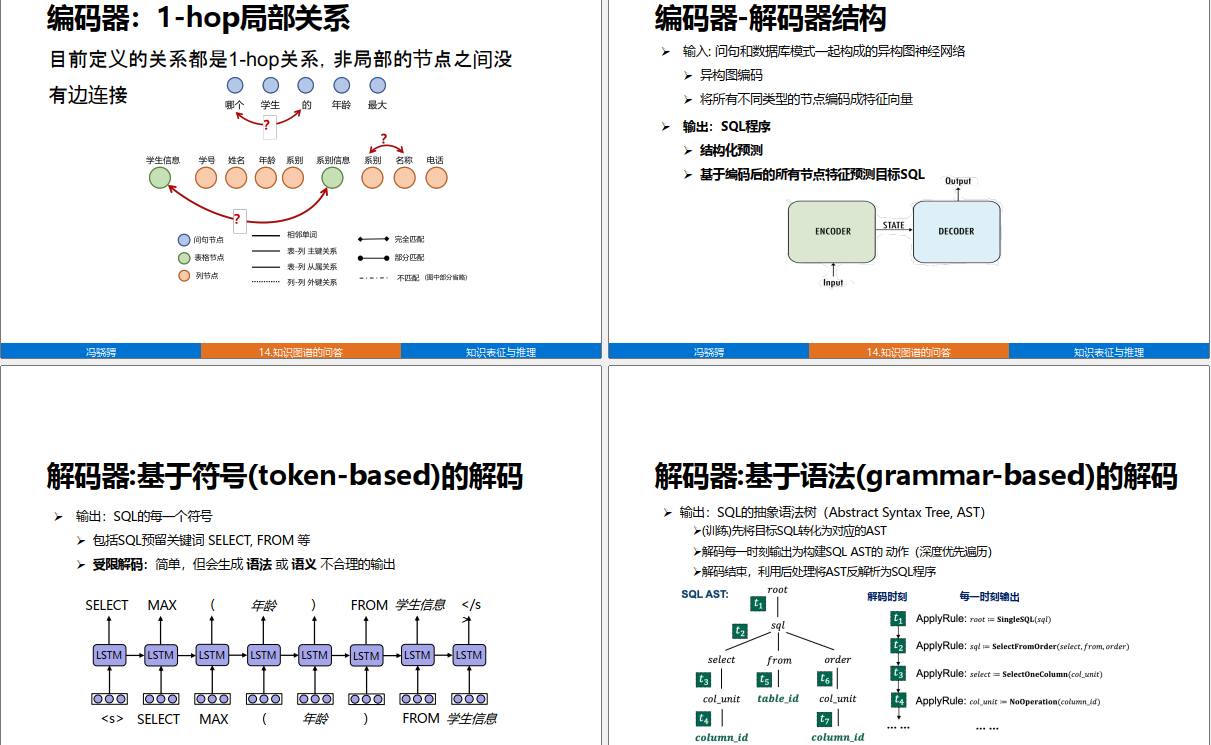 编码器：1-hop局部关系
目前定义的关系都是1-hop关系, 非局部的节点之间没
有边连接
哪个 学生 的 年龄 最大
?
?
学生信息 学号 姓名 年龄 系别 系别信息 系别 名称 电话
?
问句节点
表格节点
列节点
相邻单词
表-列 主键关系
表-列 从属关系
列-列 外键关系
完全匹配
部分匹配
不匹配 (图中部分省略)
冯骁骋 14.知识图谱的问答 知识表征与推理
编码器-解码器结构
➢ 输入: 问句和数据库模式一起构成的异构图神经网络
➢ 异构图编码
➢ 将所有不同类型的节点编码成特征向量
➢ 输出：SQL程序
➢ 结构化预测
➢ 基于编码后的所有节点特征预测目标SQL
Output
ENCODER STATE DECODER
Input
冯骁骋 14.知识图谱的问答 知识表征与推理
解码器:基于符号(token-based)的解码
➢ 输出：SQL的每一个符号
➢ 包括SQL预留关键词 SELECT, FROM 等
➢ 受限解码：简单，但会生成 语法 或 语义 不合理的输出
SELECT MAX ( 年龄 ) FROM 学生信息 </s
>
LSTM LSTM LSTM LSTM LSTM LSTM LSTM LSTM
<s> SELECT MAX ( 年龄 ) FROM 学生信息
解码器:基于语法(grammar-based)的解码
➢ 输出：SQL的抽象语法树（Abstract Syntax Tree, AST）
➢(训练)先将目标SQL转化为对应的AST
➢解码每一时刻输出为构建SQL AST的 动作（深度优先遍历）
➢解码结束，利用后处理将AST反解析为SQL程序
SQL AST:
root
t1
sql
t2
select from order
t3 t5 t6
col_unit table_id col_unit
t4 t7
column_id column_id
解码时刻 每一时刻输出
t1 ApplyRule: root ≔ SingleSQL(sql)
t2 ApplyRule: sql ≔ SelectFromOrder(select, from, order)
t3 ApplyRule: select ≔ SelectOneColumn(col_unit)
t4 ApplyRule: col_unit ≔ NoOperation(column_id)
... ... ... ...